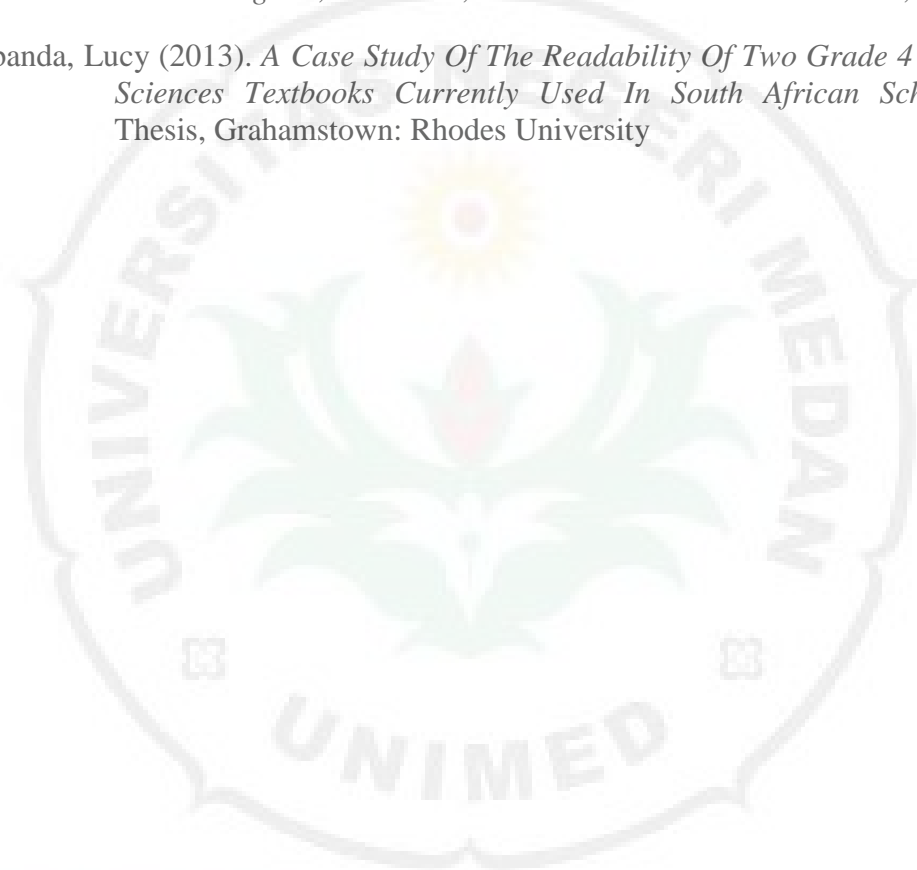 panda, Lucy (2013). A Case Study Of The Readability Of Two Grade 4
Sciences Textbooks Currently Used In South African Sch
Thesis, Grahamstown: Rhodes University
UNIVERSITAS NEGERI MEDAN
UNIMED